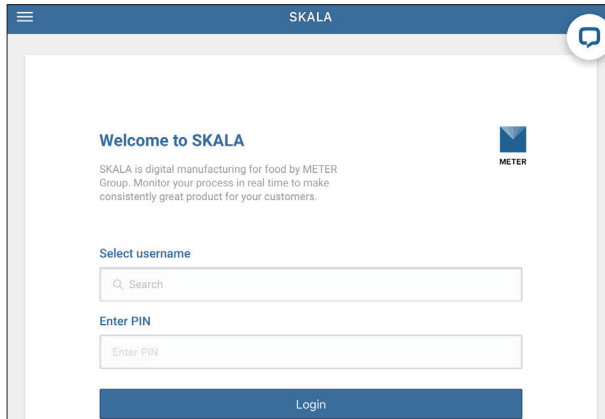 SKALA
Welcome to SKALA
METER
SKALA is digital manufacturing for food by METER
Group. Monitor your process in real time to make
consistently great product for your customers.
Select username
Search
Enter PIN
Enter PIN
Login